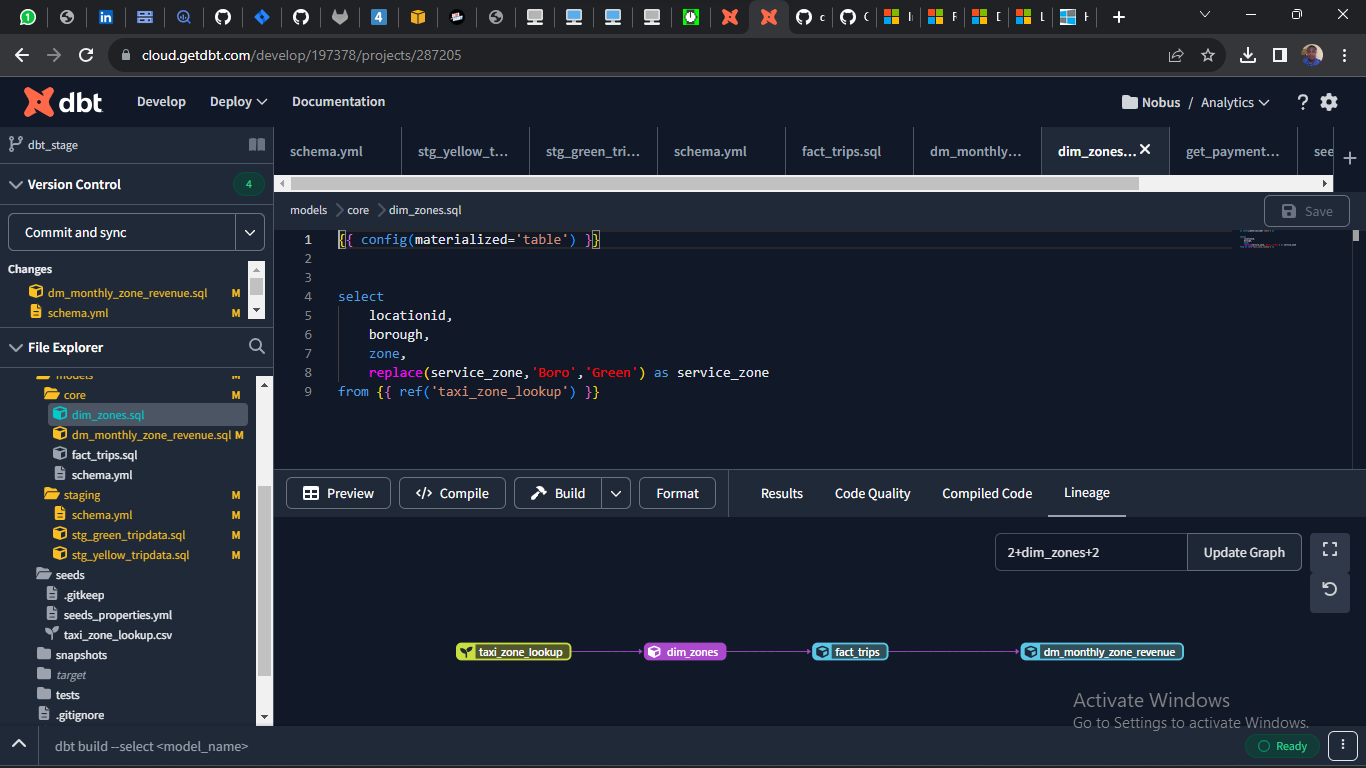 4
cloud.getdbt.com/develop/197378/projects/287205
dbt Develop Deploy Documentation Nobus / Analytics ?
dbt_stage
schema.yml stg_yellow_t... stg_green_tri... schema.yml fact_trips.sql dm_monthly... dim_zones... get_payment... see
Version Control 4
models core dim_zones.sql Save
Commit and sync
Changes
dm_monthly_zone_revenue.sql M
schema.yml M
File Explorer
models M
core M
dim_zones.sql
dm_monthly_zone_revenue.sql M
fact_trips.sql
schema.yml
staging M
schema.yml M
stg_green_tripdata.sql M
stg_yellow_tripdata.sql M
seeds
.gitkeep
seeds_properties.yml
taxi_zone_lookup.csv
snapshots
target
tests
.gitignore
1 {{ config(materialized='table') }}
2
3
4 select
5 locationid,
6 borough,
7 zone,
8 replace(service_zone,'Boro','Green') as service_zone
9 from {{ ref('taxi_zone_lookup') }}
Preview </> Compile Build Format Results Code Quality Compiled Code Lineage
2+dim_zones+2 Update Graph
taxi_zone_lookup dim_zones fact_trips dm_monthly_zone_revenue
Activate Windows
Go to Settings to activate Windows.
dbt build --select <model_name> Ready